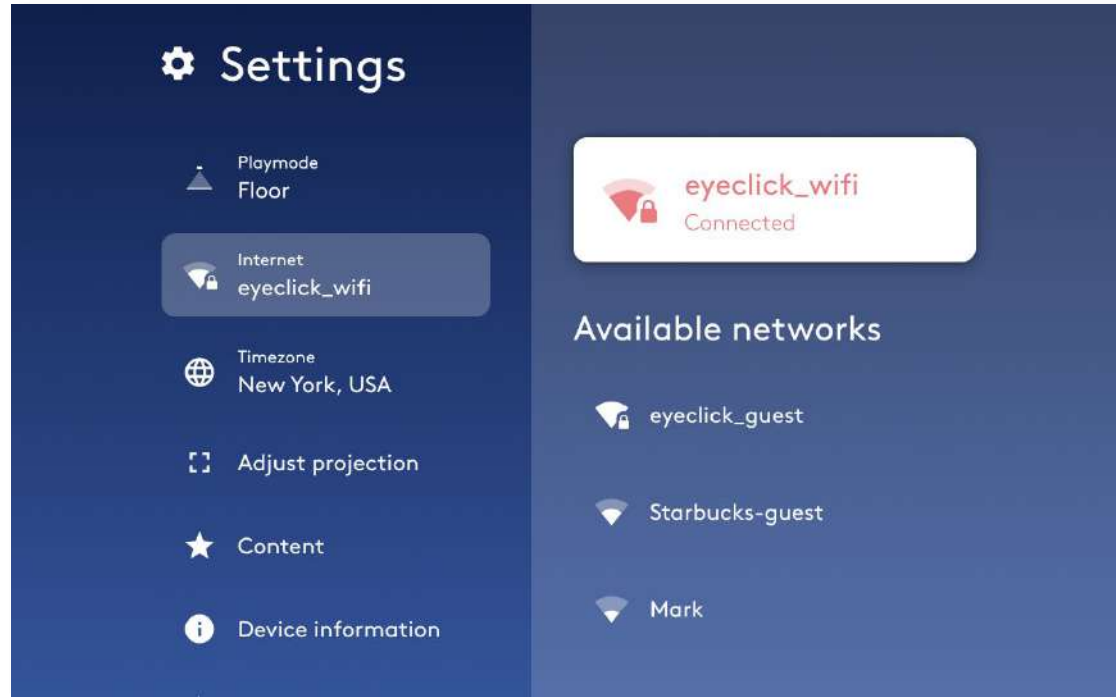 Settings
Playmode
Floor
Internet
eyeclick_wifi
Timezone
New York, USA
Adjust projection
Content
Device information
eyeclick_wifi
Connected
Available networks
eyeclick_guest
Starbucks-guest
Mark